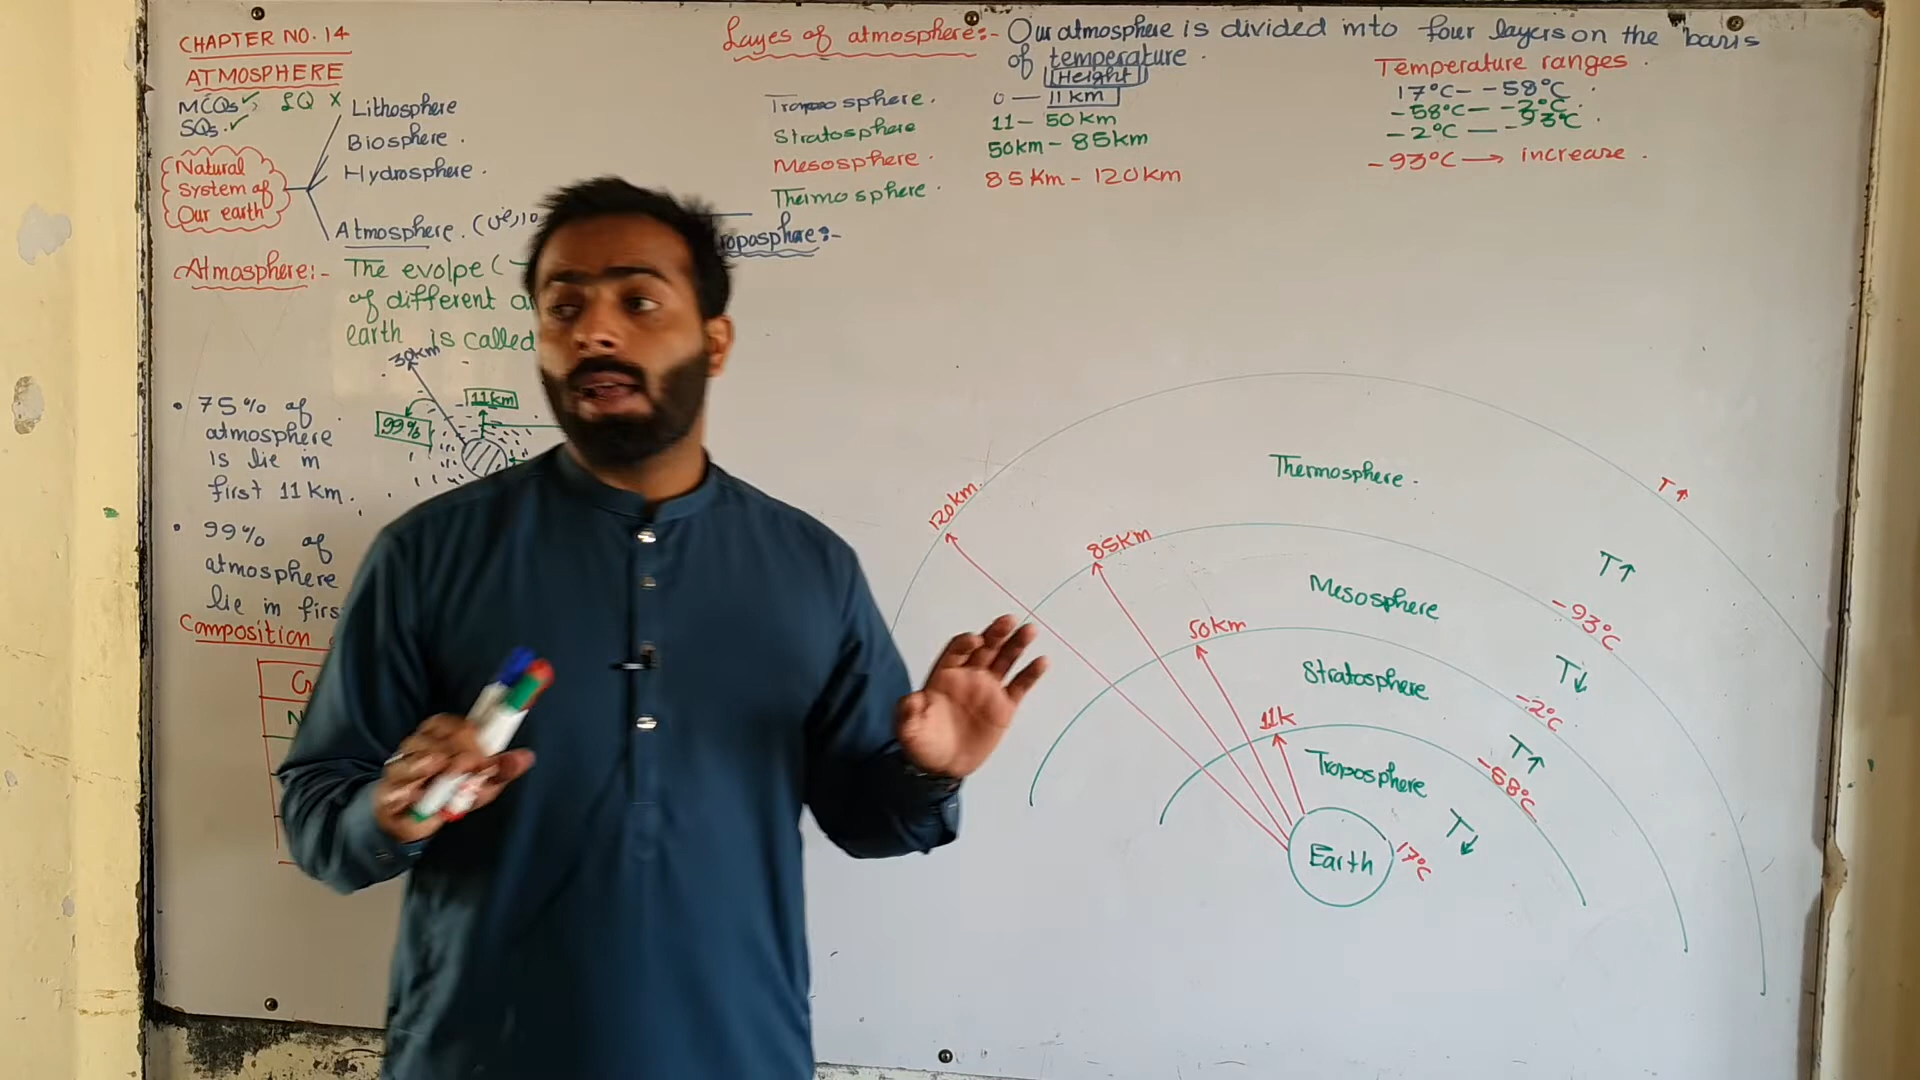 CHAPTER NO. 14
ATMOSPHERE
MCQs ✓, LQ X
SQs. ✓
Lithosphere
Biosphere .
Hydrosphere .
Natural
System of
Our earth
Atmosphere. (
Atmosphere:-
The evolpe (
of different
earth is called
30km
11km
99%
• 75% of
atmosphere
is lie in
first 11 km.
• 99% of
atmosphere
lie in firs
Composition
Layes of atmosphere:- Our atmosphere is divided into four layers on the basis
of temperature .
Height
Temperature ranges .
Troposphere. 0 — 11 km 17°C- -58°C
Stratosphere 11- 50 km -58°C- -2°C.
Mesosphere. 50km - 85km -2°C — -93°C .
Thermosphere. 85 Km - 120 km -93°C → increase .
roposphere:-
Thermosphere.
T↑
120km.
85km
T↑
Mesosphere
-93°C
50km
T↓
Stratosphere
-2°C
11k
T↑
Troposphere
-58°C
T↓
Earth
17°C